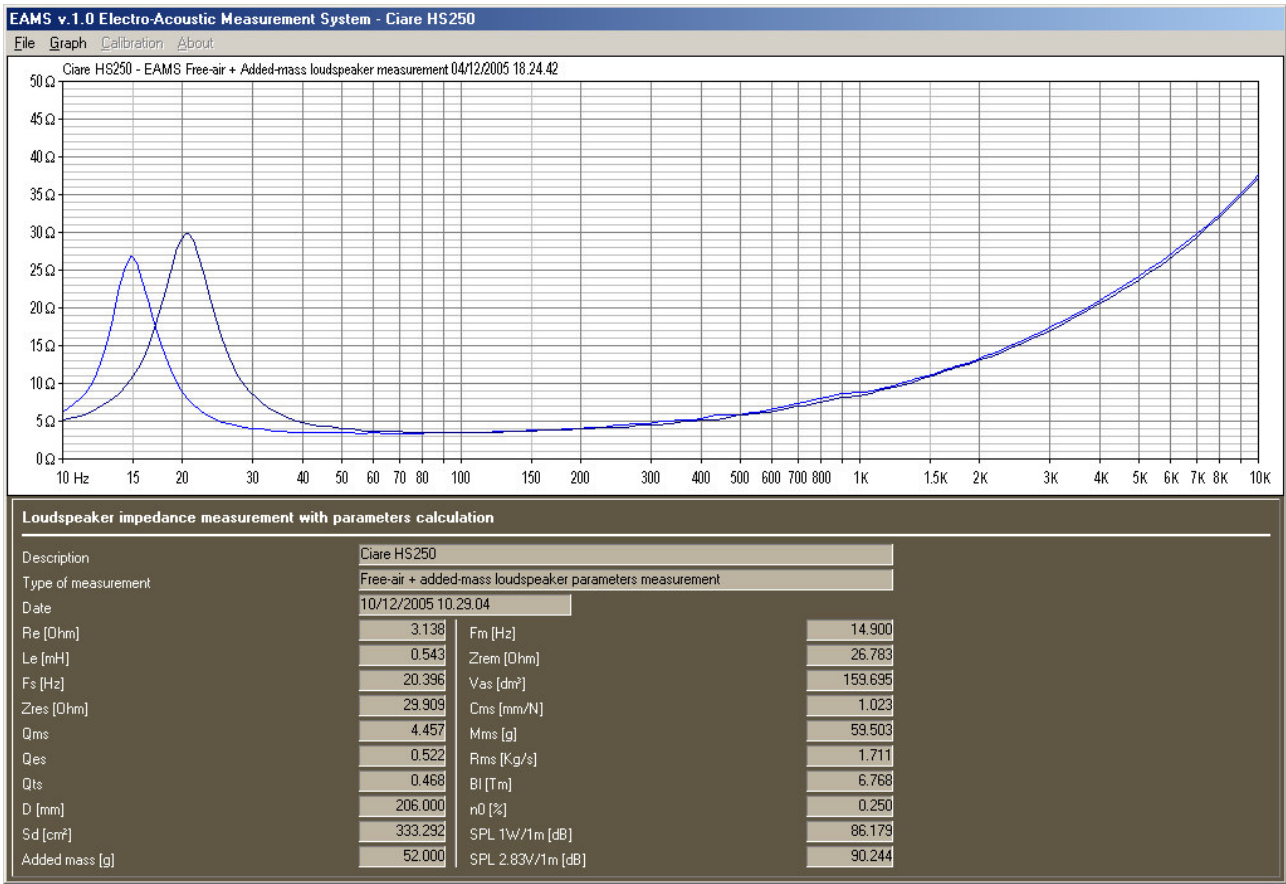 EAMS v.1.0 Electro-Acoustic Measurement System - Ciare HS250
File Graph Calibration About
Ciare HS250 - EAMS Free-air + Added-mass loudspeaker measurement 04/12/2005 18.24.42
50 Ω
45 Ω
40 Ω
35 Ω
30 Ω
25 Ω
20 Ω
15 Ω
10 Ω
5 Ω
0 Ω
10 Hz 15 20 30 40 50 60 70 80 100 150 200 300 400 500 600 700 800 1K 1.5K 2K 3K 4K 5K 6K 7K 8K 10K
Loudspeaker impedance measurement with parameters calculation
Description Ciare HS250
Type of measurement Free-air + added-mass loudspeaker parameters measurement
Date 10/12/2005 10.29.04
Re [Ohm] 3.138 Fm [Hz] 14.900
Le [mH] 0.543 Zrem [Ohm] 26.783
Fs [Hz] 20.396 Vas [dm³] 159.695
Zres [Ohm] 29.909 Cms [mm/N] 1.023
Qms 4.457 Mms [g] 59.503
Qes 0.522 Rms [Kg/s] 1.711
Qts 0.468 Bl [Tm] 6.768
D [mm] 206.000 n0 [%] 0.250
Sd [cm²] 333.292 SPL 1W/1m [dB] 86.179
Added mass [g] 52.000 SPL 2.83V/1m [dB] 90.244